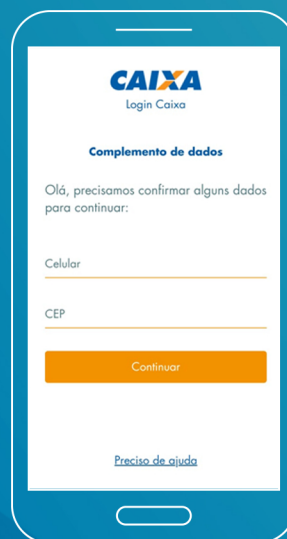 CAIXA
Login Caixa
Complemento de dados
Olá, precisamos confirmar alguns dados
para continuar:
Celular
CEP
Continuar
Preciso de ajuda